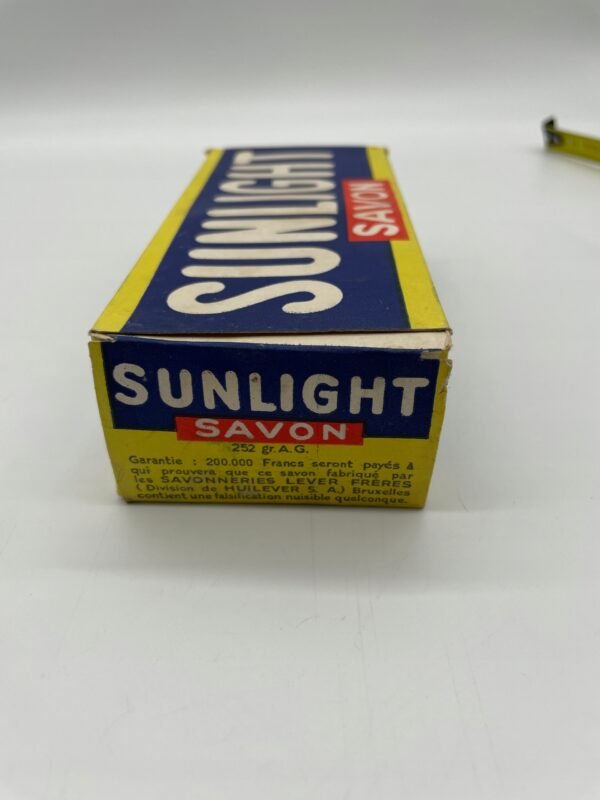 SUNLIGHT
SAVON
SUNLIGHT
SAVON
252 gr. A.G.
Garantie : 200.000 Francs seront payés à
qui prouvera que ce savon fabriqué par
les SAVONNERIES LEVER FRÈRES
(Division de HUILEVER S. A.) Bruxelles
contient une falsification nuisible quelconque.